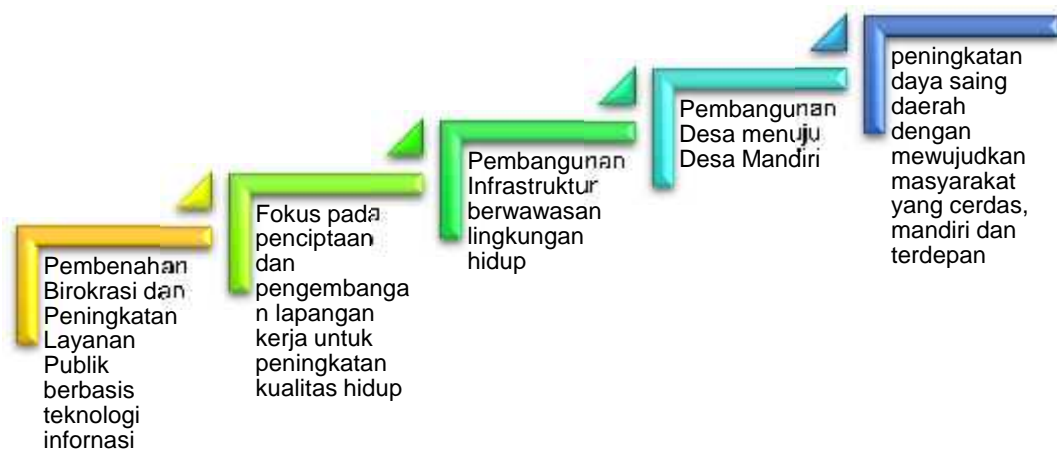 Pembenahan
Birokrasi dan
Peningkatan
Layanan
Publik
berbasis
teknologi
infornasi
Fokus pada
penciptaan
dan
pengembanga
n lapangan
kerja untuk
peningkatan
kualitas hidup
Pembangunan
Infrastruktur
berwawasan
lingkungan
hidup
Pembangunan
Desa menuju
Desa Mandiri
peningkatan
daya saing
daerah
dengan
mewujudkan
masyarakat
yang cerdas,
mandiri dan
terdepan